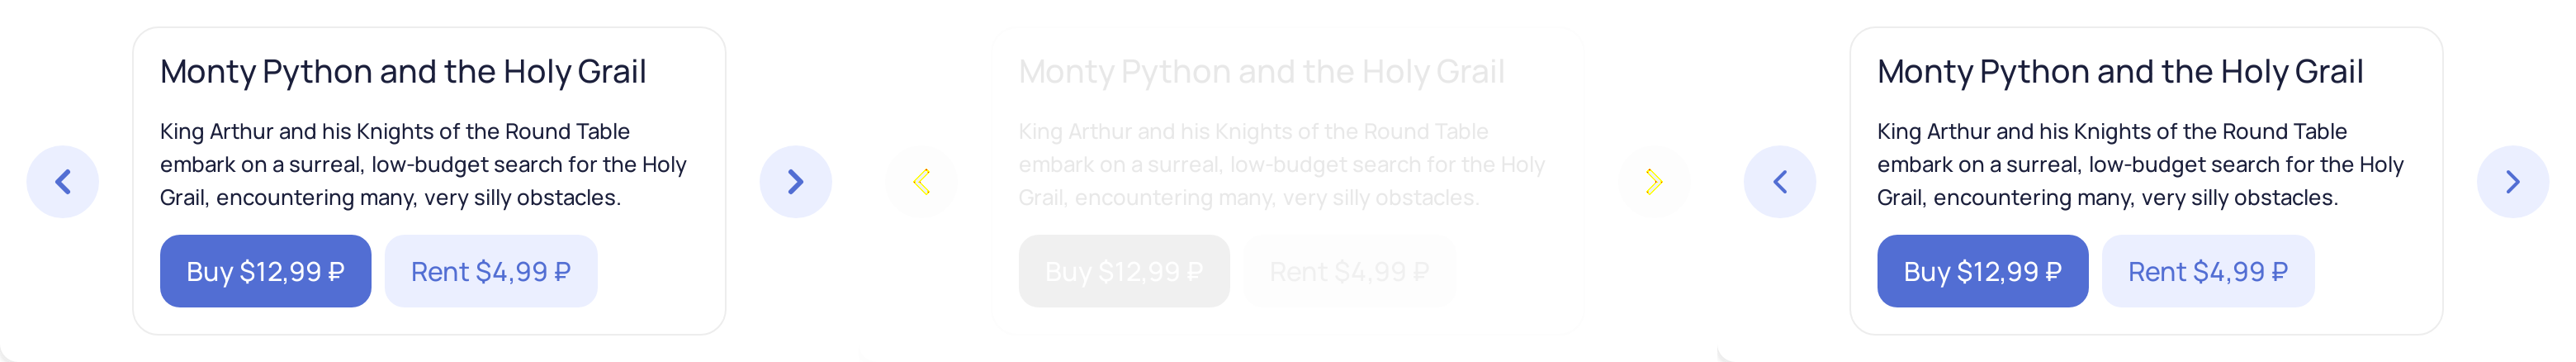 Monty Python and the Holy Grail
King Arthur and his Knights of the Round Table
embark on a surreal, low-budget search for the Holy
Grail, encountering many, very silly obstacles.
Buy $12,99 ₽
Rent $4,99 ₽
Monty Python and the Holy Grail
King Arthur and his Knights of the Round Table
embark on a surreal, low-budget search for the Holy
Grail, encountering many, very silly obstacles.
Buy $12,99 ₽
Rent $4,99 ₽
Monty Python and the Holy Grail
King Arthur and his Knights of the Round Table
embark on a surreal, low-budget search for the Holy
Grail, encountering many, very silly obstacles.
Buy $12,99 ₽
Rent $4,99 ₽